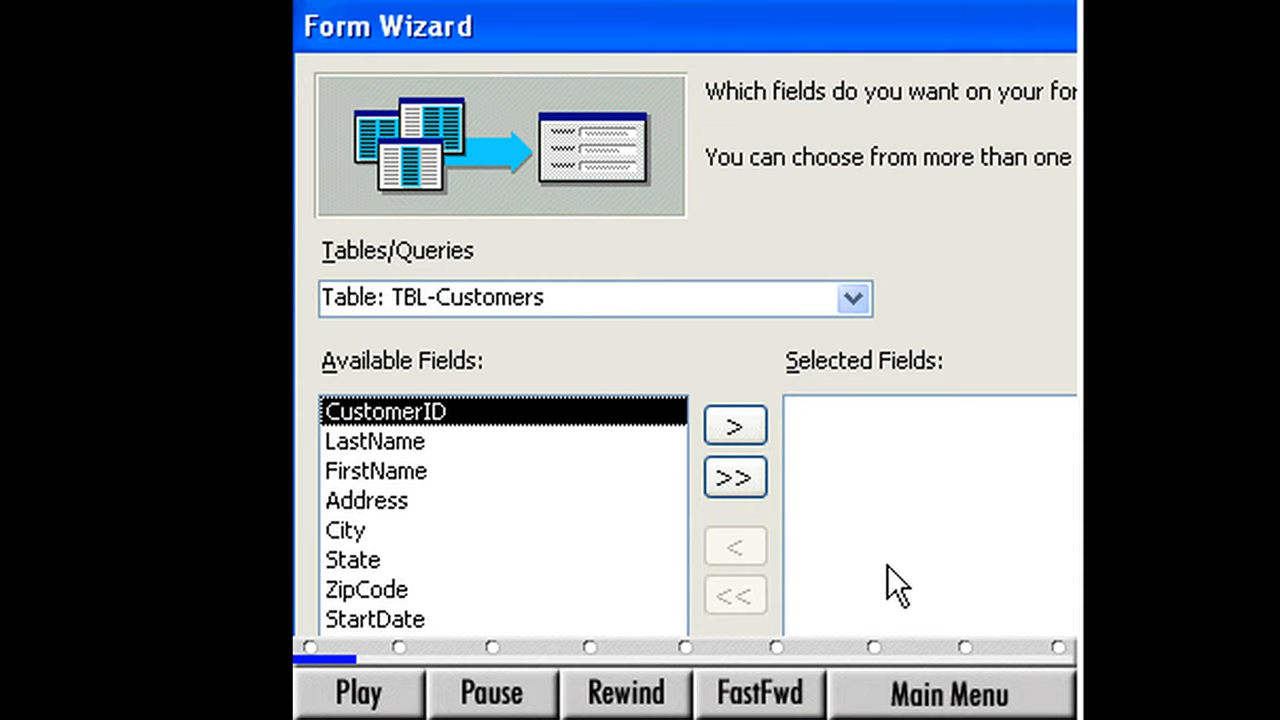 Form Wizard
Which fields do you want on your for
You can choose from more than one
Tables/Queries
Table: TBL-Customers
Available Fields:
Selected Fields:
CustomerID
LastName
FirstName
Address
City
State
ZipCode
StartDate
>
>>
<
<<
Play
Pause
Rewind
FastFwd
Main Menu